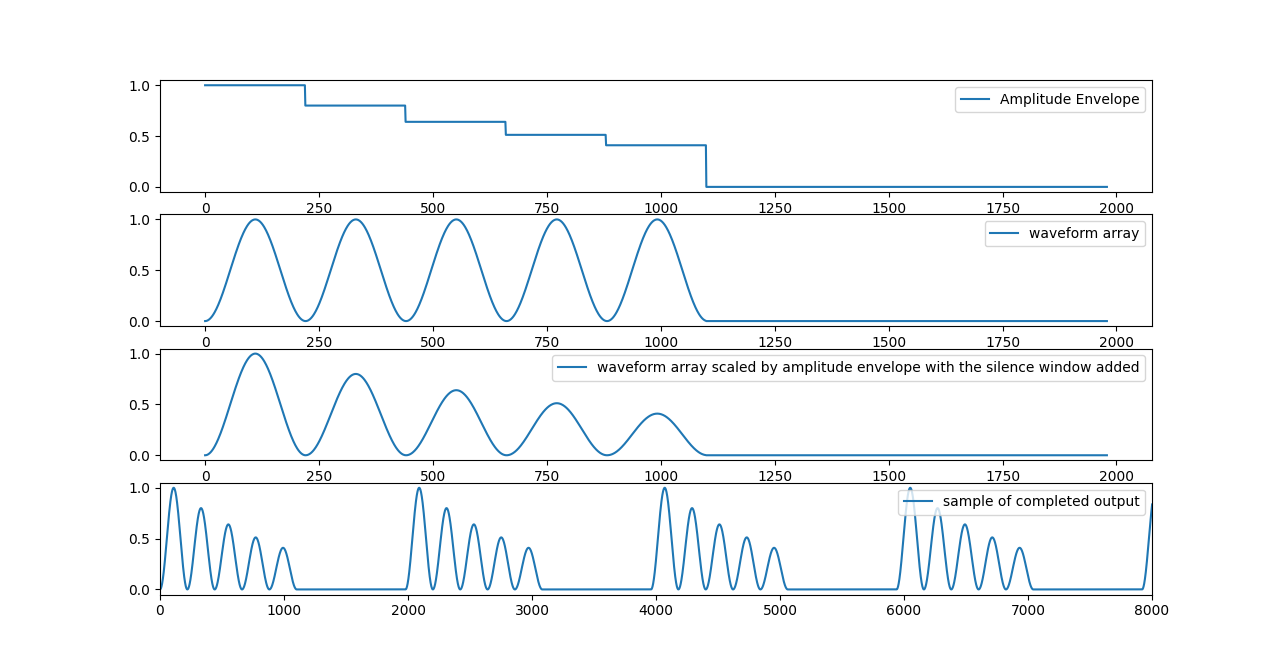 1.0
Amplitude Envelope
0.5
0.0
0 250 500 750 1000 1250 1500 1750 2000
1.0
waveform array
0.5
0.0
0 250 500 750 1000 1250 1500 1750 2000
1.0
waveform array scaled by amplitude envelope with the silence window added
0.5
0.0
0 250 500 750 1000 1250 1500 1750 2000
1.0
sample of completed output
0.5
0.0
0 1000 2000 3000 4000 5000 6000 7000 8000